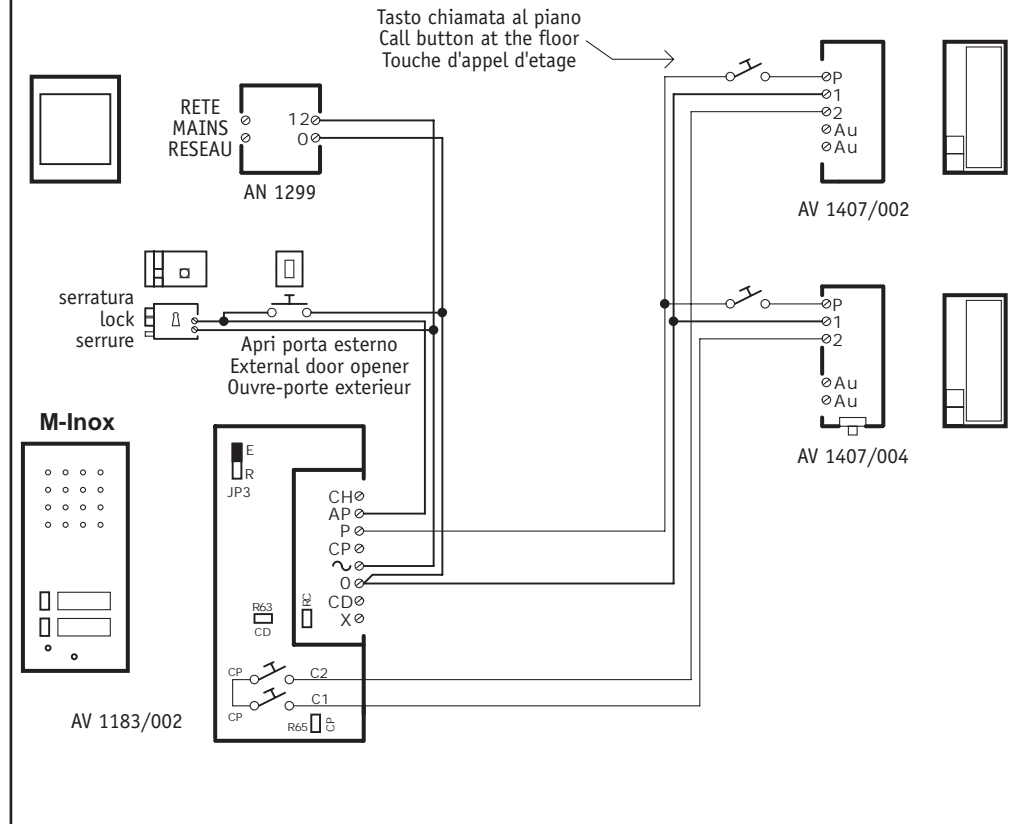 Tasto chiamata al piano
Call button at the floor
Touche d'appel d'etage
RETE
MAINS
RESEAU
12
0
AN 1299
P
1
2
Au
Au
AV 1407/002
serratura
lock
serrure
Apri porta esterno
External door opener
Ouvre-porte exterieur
P
1
2
Au
Au
AV 1407/004
M-Inox
E
R
JP3
CH
AP
P
CP
~
0
CD
X
R63
CD
RC
CP
C2
CP
C1
R65
CP
AV 1183/002